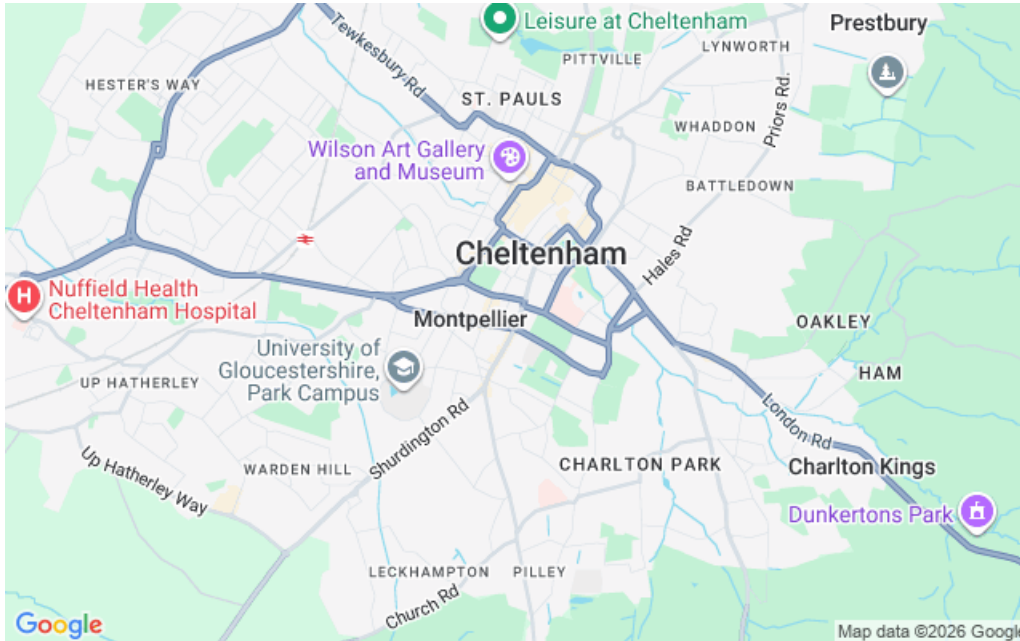 Leisure at Cheltenham
Prestbury
Tewkesbury Rd
LYNWORTH
PITTVILLE
HESTER'S WAY
ST. PAULS
Priors Rd.
WHADDON
Wilson Art Gallery
and Museum
BATTLEDOWN
Cheltenham
Hales Rd
H
Nuffield Health
Cheltenham Hospital
Montpellier
OAKLEY
University of
Gloucestershire,
Park Campus
HAM
UP HATHERLEY
London Rd
Shurdington Rd
WARDEN HILL
CHARLTON PARK
Charlton Kings
Up Hatherley Way
Dunkertons Park
LECKHAMPTON
PILLEY
Church Rd
Google
Map data ©2026 Google